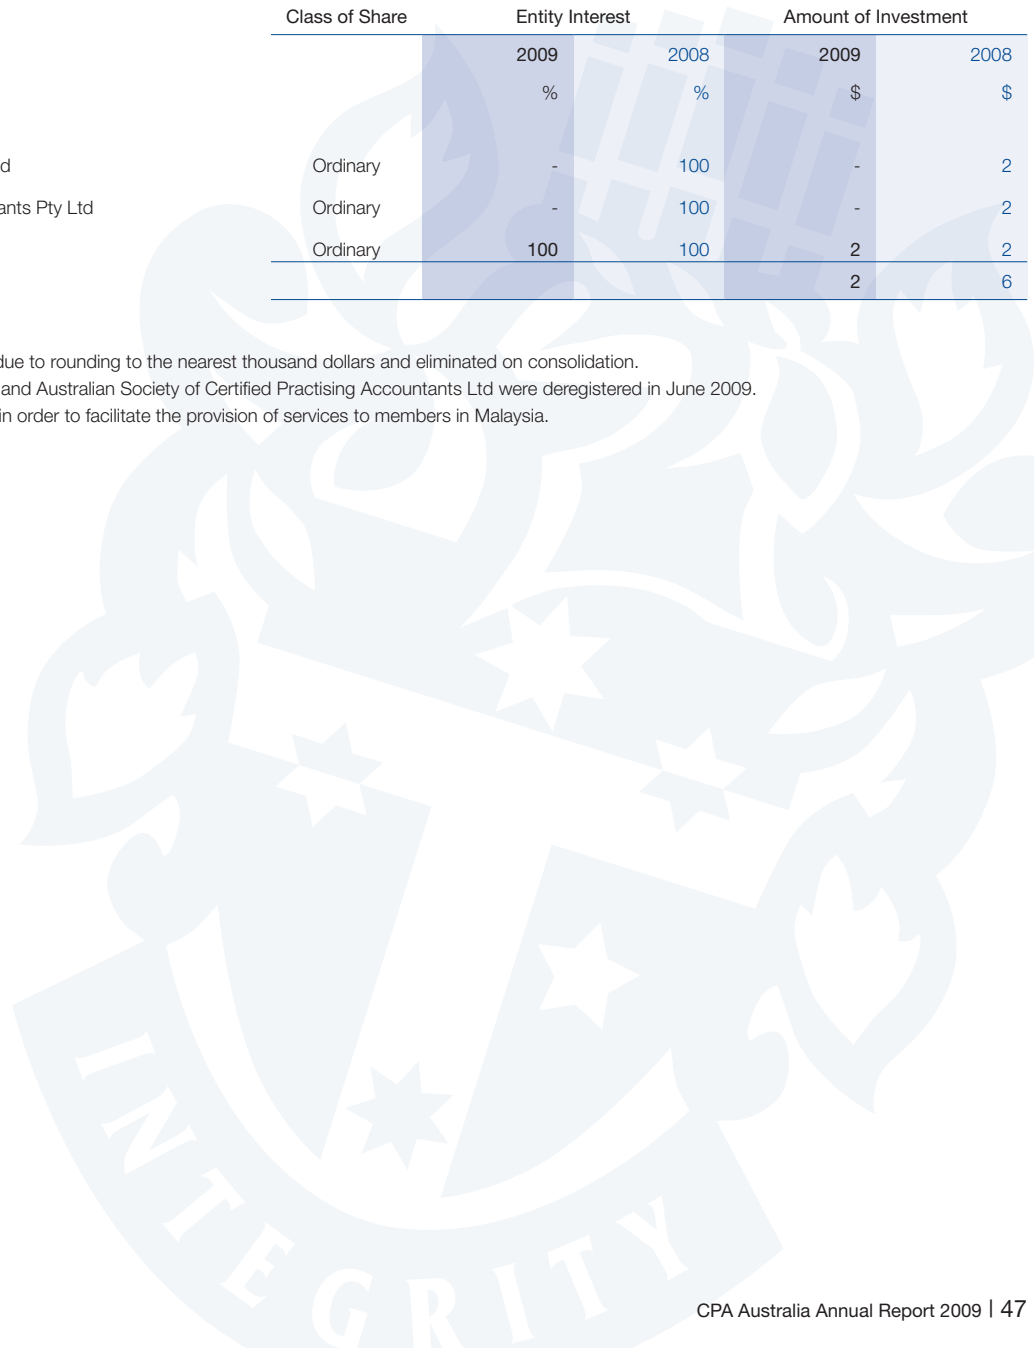 Class of Share Entity Interest Amount of Investment
2009 2008 2009 2008
% % $ $
d Ordinary - 100 - 2
ants Pty Ltd Ordinary - 100 - 2
Ordinary 100 100 2 2
2 6
due to rounding to the nearest thousand dollars and eliminated on consolidation.
and Australian Society of Certified Practising Accountants Ltd were deregistered in June 2009.
in order to facilitate the provision of services to members in Malaysia.
INTEGRITY
CPA Australia Annual Report 2009 | 47